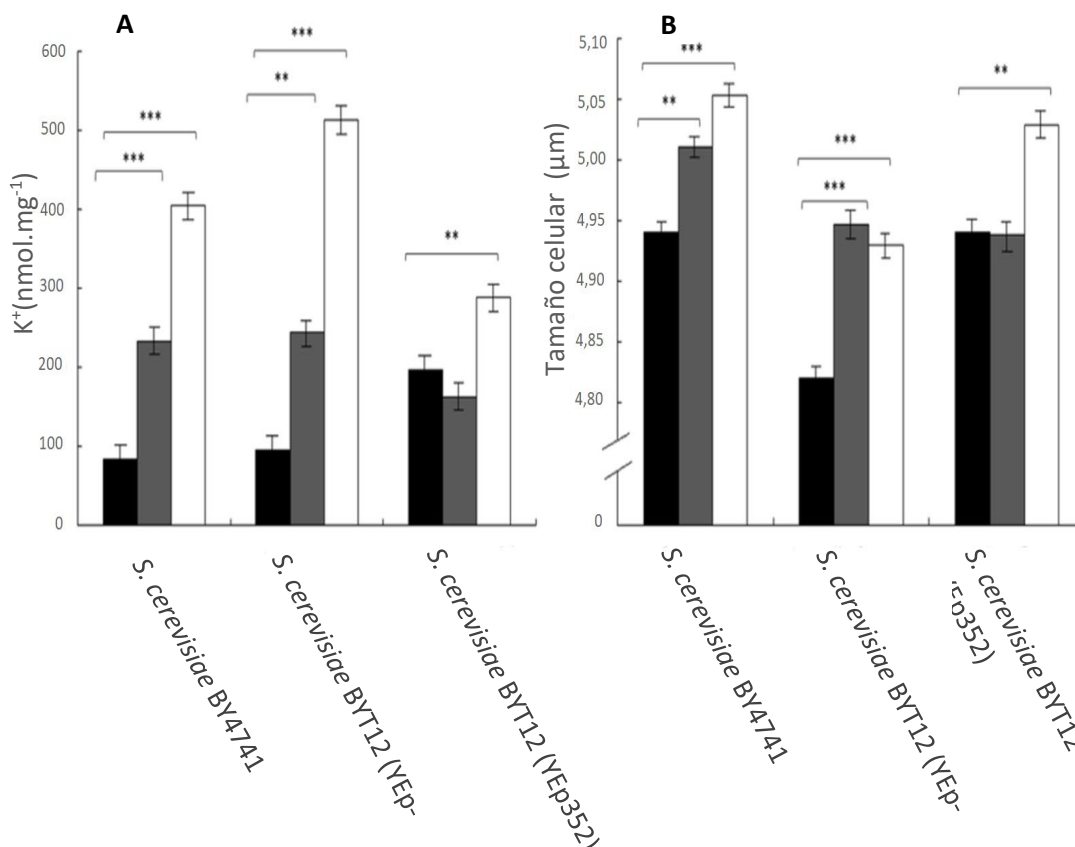 A
600
500
400
300
200
100
0
K⁺(nmol.mg⁻¹)
***
***
***
**
**
S. cerevisiae BY4741
S. cerevisiae BYT12 (YEp-
S. cerevisiae BYT12 (YEp352)
B
5,10
5,05
5,00
4,95
4,90
4,85
4,80
0
Tamaño celular (µm)
***
**
***
***
**
S. cerevisiae BY4741
S. cerevisiae BYT12 (YEp-
S. cerevisiae BYT12
Ep352)